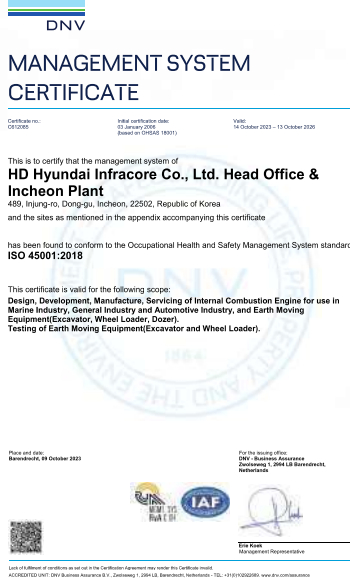 DNV
MANAGEMENT SYSTEM
CERTIFICATE
Certificate no.: Initial certification date: Valid:
C612085 03 January 2006 14 October 2023 – 13 October 2026
(based on OHSAS 18001)
This is to certify that the management system of
HD Hyundai Infracore Co., Ltd. Head Office &
Incheon Plant
489, Injung-ro, Dong-gu, Incheon, 22502, Republic of Korea
and the sites as mentioned in the appendix accompanying this certificate
has been found to conform to the Occupational Health and Safety Management System standard
ISO 45001:2018
This certificate is valid for the following scope:
Design, Development, Manufacture, Servicing of Internal Combustion Engine for use in
Marine Industry, General Industry and Automotive Industry, and Earth Moving
Equipment(Excavator, Wheel Loader, Dozer).
Testing of Earth Moving Equipment(Excavator and Wheel Loader).
DNV
1864
Place and date: For the issuing office:
Barendrecht, 09 October 2023 DNV - Business Assurance
Zwolseweg 1, 2994 LB Barendrecht,
Netherlands
MGMT. SYS.
RvA C 024
IAF
Erie Koek
Management Representative
Lack of fulfilment of conditions as set out in the Certification Agreement may render this Certificate invalid.
ACCREDITED UNIT: DNV Business Assurance B.V., Zwolseweg 1, 2994 LB Barendrecht, Netherlands - TEL: +31(0)102922689. www.dnv.com/assurance